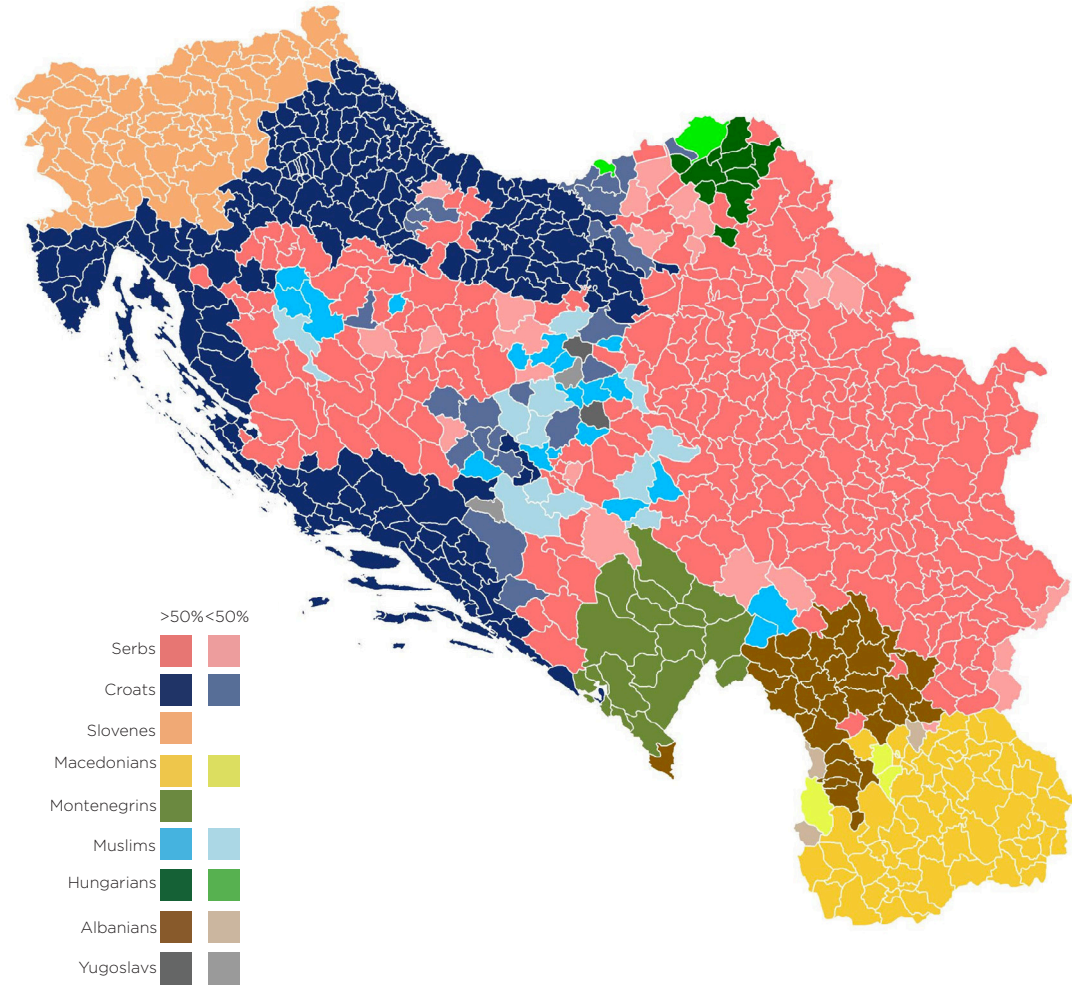 >50% <50%
Serbs
Croats
Slovenes
Macedonians
Montenegrins
Muslims
Hungarians
Albanians
Yugoslavs